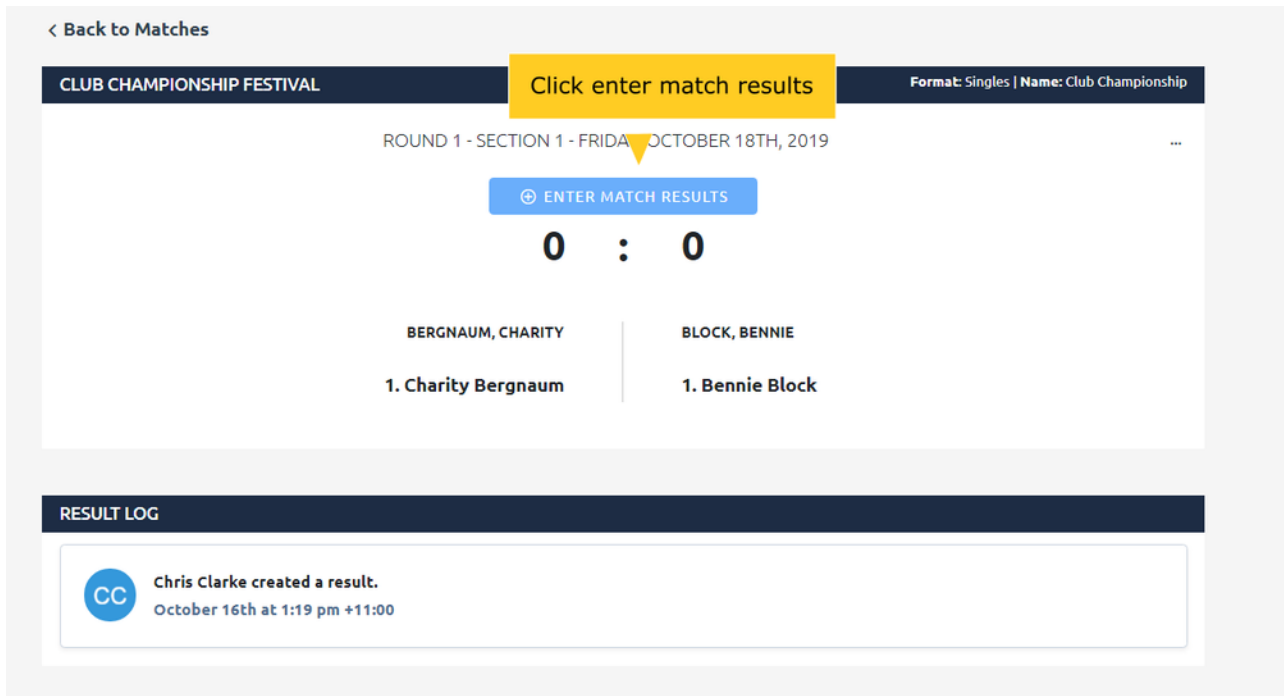 < Back to Matches
CLUB CHAMPIONSHIP FESTIVAL
Click enter match results
Format: Singles | Name: Club Championship
ROUND 1 - SECTION 1 - FRIDA OCTOBER 18TH, 2019
...
ENTER MATCH RESULTS
0 : 0
BERGNAUM, CHARITY
BLOCK, BENNIE
1. Charity Bergnaum
1. Bennie Block
RESULT LOG
CC
Chris Clarke created a result.
October 16th at 1:19 pm +11:00